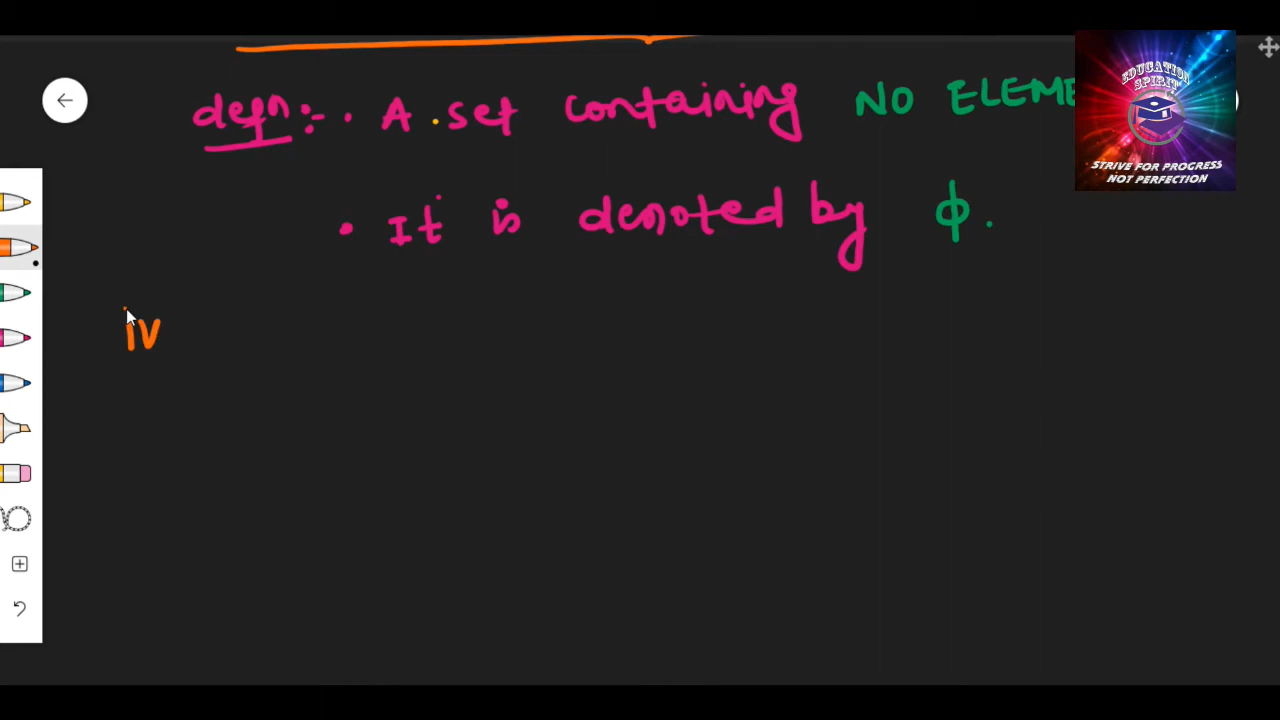 defn:- • A set containing NO ELEME
EDUCATION
SPIRIT
STRIVE FOR PROGRESS
NOT PERFECTION
• It is denoted by ф.
iv